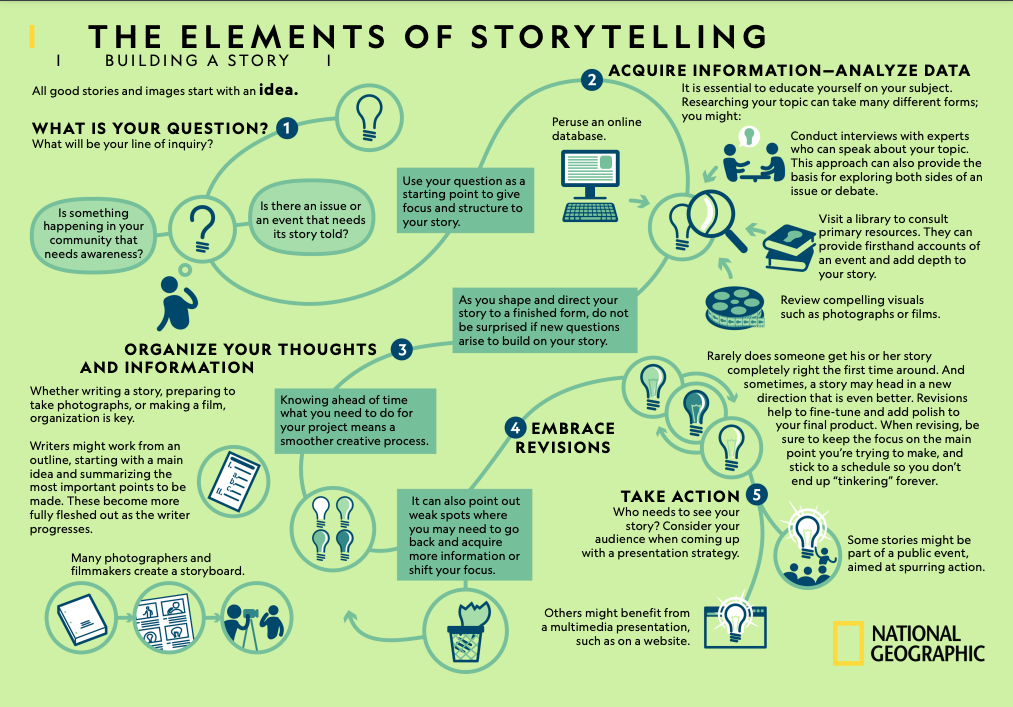 THE ELEMENTS OF STORYTELLING
BUILDING A STORY
All good stories and images start with an idea.
WHAT IS YOUR QUESTION? 1
What will be your line of inquiry?
Is something
happening in your
community that
needs awareness?
Is there an issue or
an event that needs
its story told?
Use your question as a
starting point to give
focus and structure to
your story.
2 ACQUIRE INFORMATION—ANALYZE DATA
It is essential to educate yourself on your subject.
Researching your topic can take many different forms;
you might:
Peruse an online
database.
Conduct interviews with experts
who can speak about your topic.
This approach can also provide the
basis for exploring both sides of an
issue or debate.
Visit a library to consult
primary resources. They can
provide firsthand accounts of
an event and add depth to
your story.
Review compelling visuals
such as photographs or films.
As you shape and direct your
story to a finished form, do not
be surprised if new questions
arise to build on your story.
ORGANIZE YOUR THOUGHTS 3
AND INFORMATION
Whether writing a story, preparing to
take photographs, or making a film,
organization is key.
Knowing ahead of time
what you need to do for
your project means a
smoother creative process.
Writers might work from an
outline, starting with a main
idea and summarizing the
most important points to be
made. These become more
fully fleshed out as the writer
progresses.
Many photographers and
filmmakers create a storyboard.
It can also point out
weak spots where
you may need to go
back and acquire
more information or
shift your focus.
4 EMBRACE
REVISIONS
Rarely does someone get his or her story
completely right the first time around. And
sometimes, a story may head in a new
direction that is even better. Revisions
help to fine-tune and add polish to
your final product. When revising, be
sure to keep the focus on the main
point you're trying to make, and
stick to a schedule so you don't
end up "tinkering" forever.
TAKE ACTION 5
Who needs to see your
story? Consider your
audience when coming up
with a presentation strategy.
Some stories might be
part of a public event,
aimed at spurring action.
Others might benefit from
a multimedia presentation,
such as on a website.
NATIONAL
GEOGRAPHIC